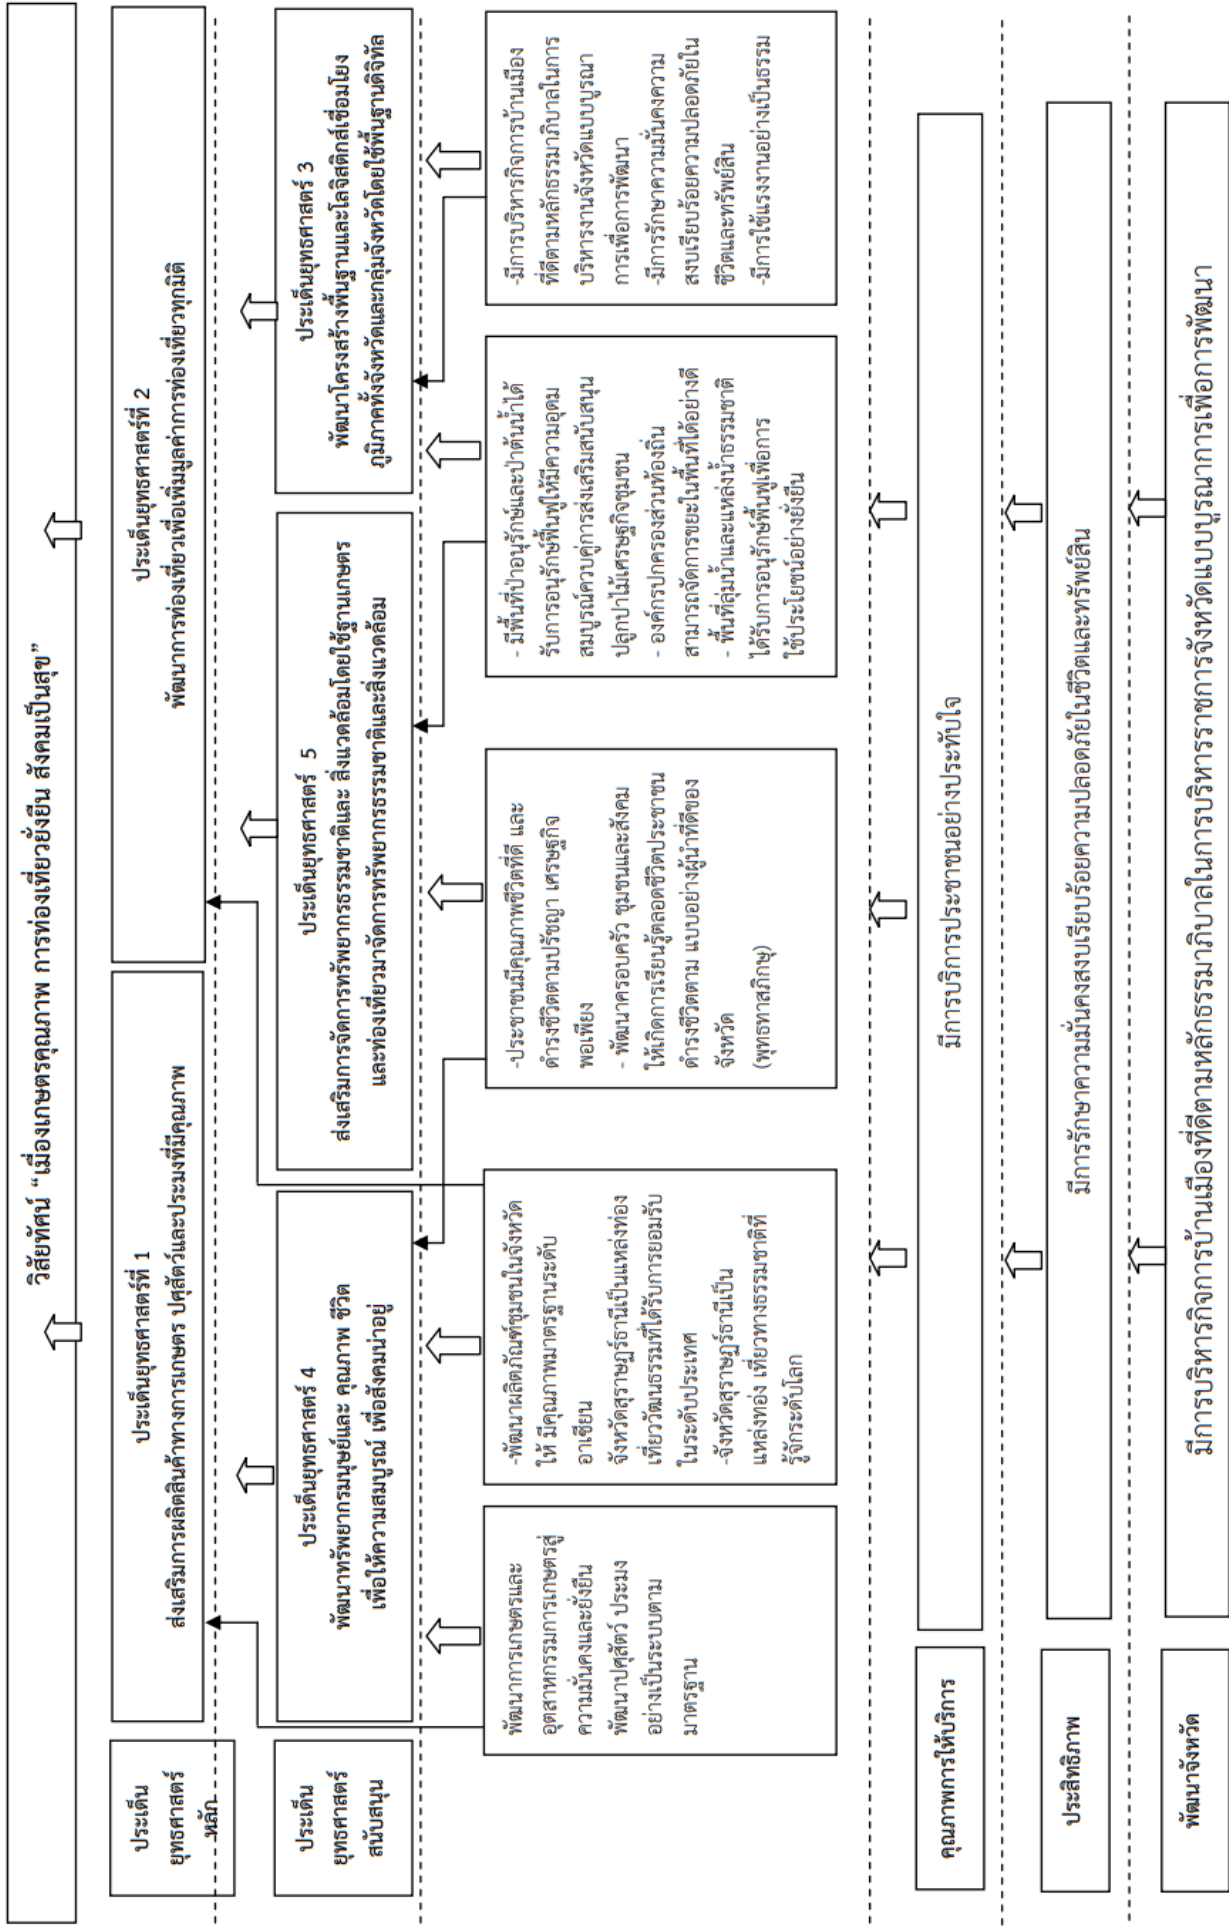 วิสัยทัศน์ “เมืองเกษตรคุณภาพ การท่องเที่ยวยั่งยืน สังคมเป็นสุข”
ประเด็น
ยุทธศาสตร์
หลัก
ประเด็นยุทธศาสตร์ที่ 1
ส่งเสริมการผลิตสินค้าทางการเกษตร ปศุสัตว์และประมงที่มีคุณภาพ
ประเด็นยุทธศาสตร์ที่ 2
พัฒนาการท่องเที่ยวเพื่อเพิ่มมูลค่าการท่องเที่ยวทุกมิติ
ประเด็น
ยุทธศาสตร์
สนับสนุน
ประเด็นยุทธศาสตร์ 4
พัฒนาทรัพยากรมนุษย์และ คุณภาพ ชีวิต
เพื่อให้ความสมบูรณ์ เพื่อสังคมน่าอยู่
ประเด็นยุทธศาสตร์ 5
ส่งเสริมการจัดการทรัพยากรธรรมชาติและ สิ่งแวดล้อมโดยใช้ฐานเกษตร
และท่องเที่ยวมาจัดการทรัพยากรธรรมชาติและสิ่งแวดล้อม
ประเด็นยุทธศาสตร์ 3
พัฒนาโครงสร้างพื้นฐานและโลจิสติกส์เชื่อมโยง
ภูมิภาคทั้งจังหวัดและกลุ่มจังหวัดโดยใช้พื้นฐานดิจิทัล
พัฒนาการเกษตรและ
อุตสาหกรรมการเกษตรสู่
ความมั่นคงและยั่งยืน
พัฒนาปศุสัตว์ ประมง
อย่างเป็นระบบตาม
มาตรฐาน
-พัฒนาผลิตภัณฑ์ชุมชนในจังหวัด
ให้ มีคุณภาพมาตรฐานระดับ
อาเซียน
จังหวัดสุราษฎร์ธานีเป็นแหล่งท่อง
เที่ยววัฒนธรรมที่ได้รับการยอมรับ
ในระดับประเทศ
-จังหวัดสุราษฎร์ธานีเป็น
แหล่งท่อง เที่ยวทางธรรมชาติที่
รู้จักระดับโลก
-ประชาชนมีคุณภาพชีวิตที่ดี และ
ดำรงชีวิตตามปรัชญา เศรษฐกิจ
พอเพียง
- พัฒนาครอบครัว ชุมชนและสังคม
ให้เกิดการเรียนรู้ตลอดชีวิตประชาชน
ดำรงชีวิตตาม แบบอย่างผู้นำที่ดีของ
จังหวัด
(พุทธทาสภิกษุ)
- มีพื้นที่ป่าอนุรักษ์และป่าต้นน้ำได้
รับการอนุรักษ์ฟื้นฟูให้มีความอุดม
สมบูรณ์ควบคู่การส่งเสริมสนับสนุน
ปลูกป่าไม้เศรษฐกิจชุมชน
- องค์กรปกครองส่วนท้องถิ่น
สามารถจัดการขยะในพื้นที่ได้อย่างดี
- พื้นที่ลุ่มน้ำและแหล่งน้ำธรรมชาติ
ได้รับการอนุรักษ์ฟื้นฟูเพื่อการ
ใช้ประโยชน์อย่างยั่งยืน
-มีการบริหารกิจการบ้านเมือง
ที่ดีตามหลักธรรมาภิบาลในการ
บริหารงานจังหวัดแบบบูรณา
การเพื่อการพัฒนา
-มีการรักษาความมั่นคงความ
สงบเรียบร้อยความปลอดภัยใน
ชีวิตและทรัพย์สิน
-มีการใช้แรงงานอย่างเป็นธรรม
คุณภาพการให้บริการ
มีการบริการประชาชนอย่างประทับใจ
ประสิทธิภาพ
มีการรักษาความมั่นคงสงบเรียบร้อยความปลอดภัยในชีวิตและทรัพย์สิน
พัฒนาจังหวัด
มีการบริหารกิจการบ้านเมืองที่ดีตามหลักธรรมาภิบาลในการบริหารราชการจังหวัดแบบบูรณาการเพื่อการพัฒนา